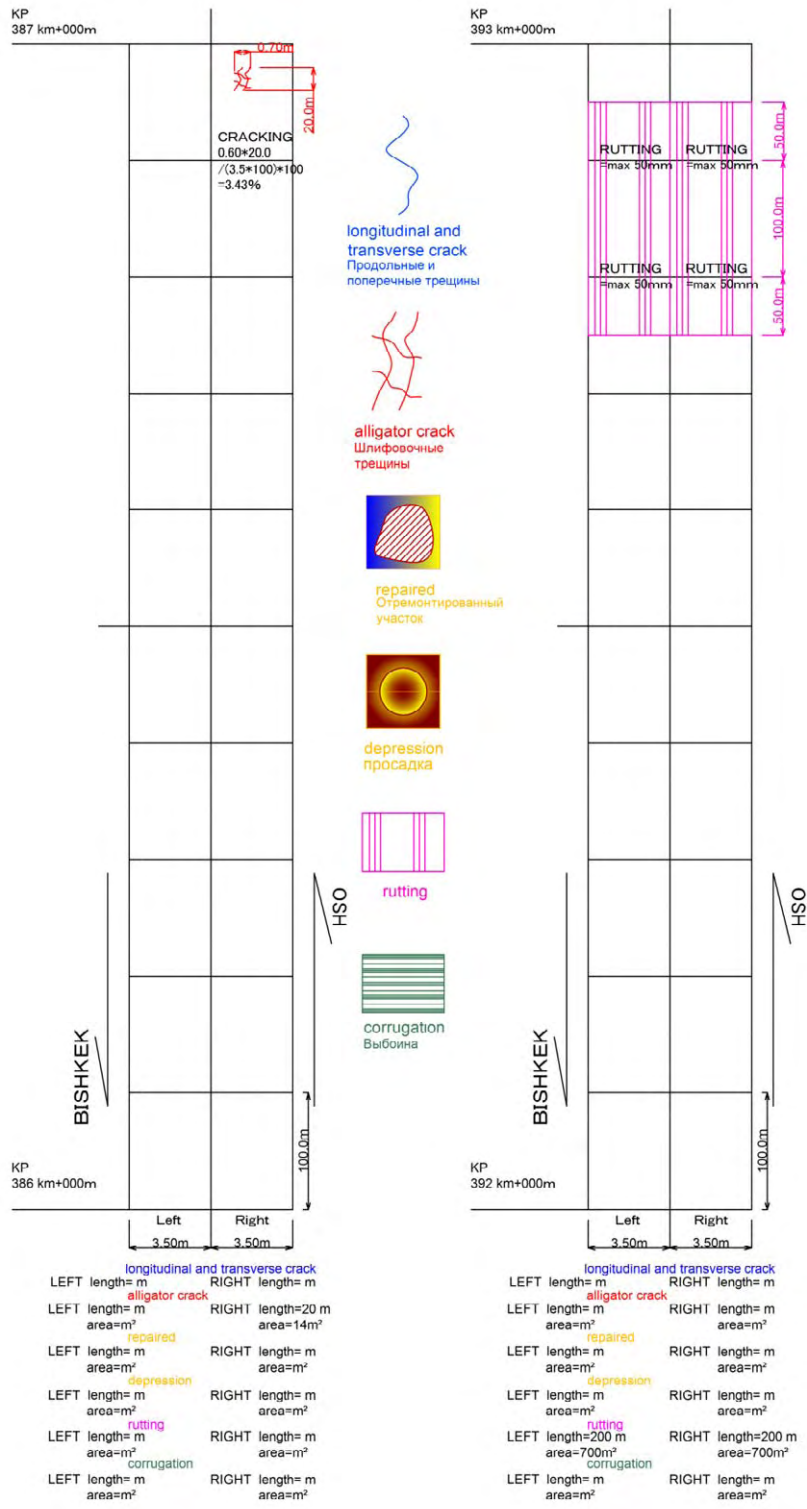 KP
387 km+000m
0.70m
20.0m
CRACKING
0.60*20.0
/(3.5*100)*100
=3.43%
BISHKEK
OSH
100.0m
KP
386 km+000m
Left Right
3.50m 3.50m
longitudinal and transverse crack
LEFT length= m RIGHT length= m
alligator crack
LEFT length= m RIGHT length=20 m
area=m² area=14m²
repaired
LEFT length= m RIGHT length= m
area=m² area=m²
depression
LEFT length= m RIGHT length= m
area=m² area=m²
rutting
LEFT length= m RIGHT length= m
area=m² area=m²
corrugation
LEFT length= m RIGHT length= m
area=m² area=m²
longitudinal and
transverse crack
Продольные и
поперечные трещины
alligator crack
Шлифовочные
трещины
repaired
Отремонтированный
участок
depression
просадка
rutting
corrugation
Выбоина
KP
393 km+000m
RUTTING RUTTING
=max 50mm =max 50mm
RUTTING RUTTING
=max 50mm =max 50mm
50.0m
100.0m
50.0m
BISHKEK
OSH
100.0m
KP
392 km+000m
Left Right
3.50m 3.50m
longitudinal and transverse crack
LEFT length= m RIGHT length= m
alligator crack
LEFT length= m RIGHT length= m
area=m² area=m²
repaired
LEFT length= m RIGHT length= m
area=m² area=m²
depression
LEFT length= m RIGHT length= m
area=m² area=m²
rutting
LEFT length=200 m RIGHT length=200 m
area=700m² area=700m²
corrugation
LEFT length= m RIGHT length= m
area=m² area=m²